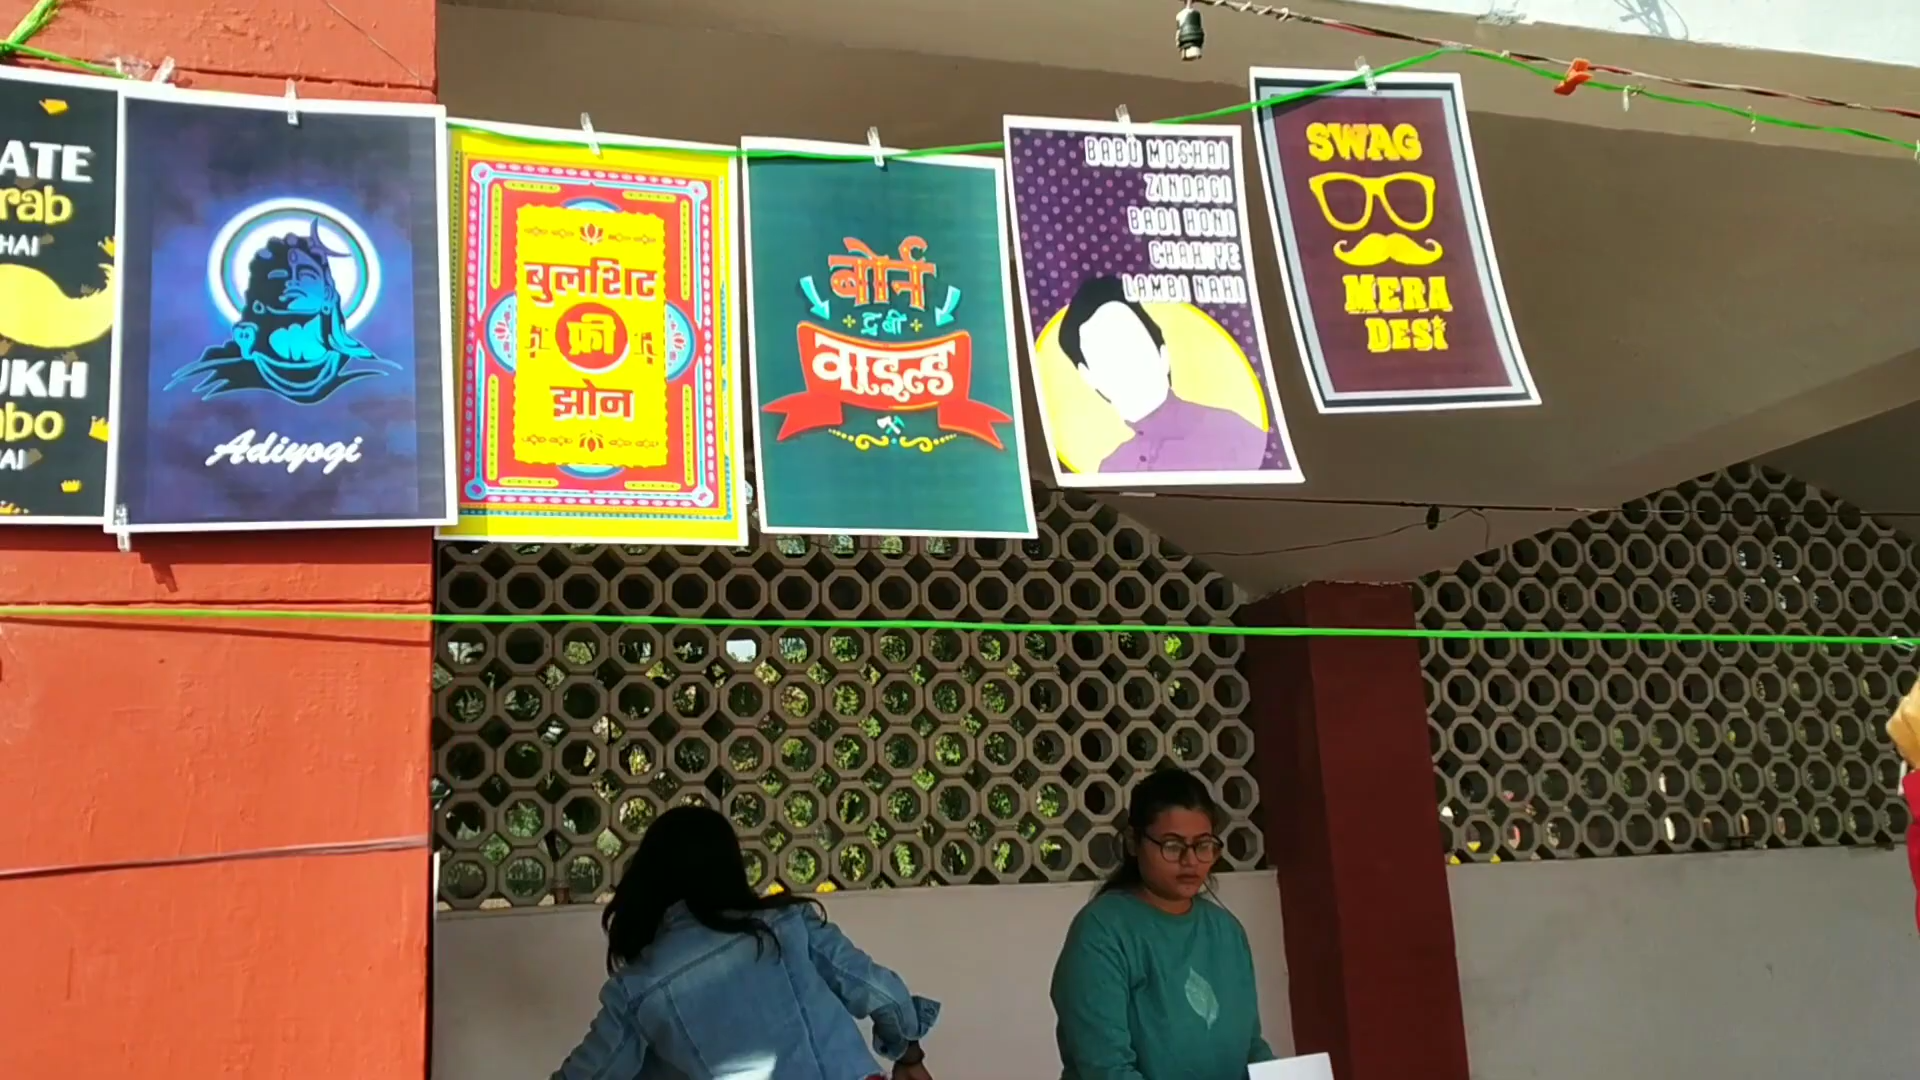 ATE
rab
HAI
UKH
bo
AI
Adiyogi
बुलशिट
फ्री
झोन
बोर्न
टू बी
वाइल्ड
BABU MOSHAI
ZINDAGI
BADI HONI
CHAHIYE
LAMBI NAHI
SWAG
MERA
DESI